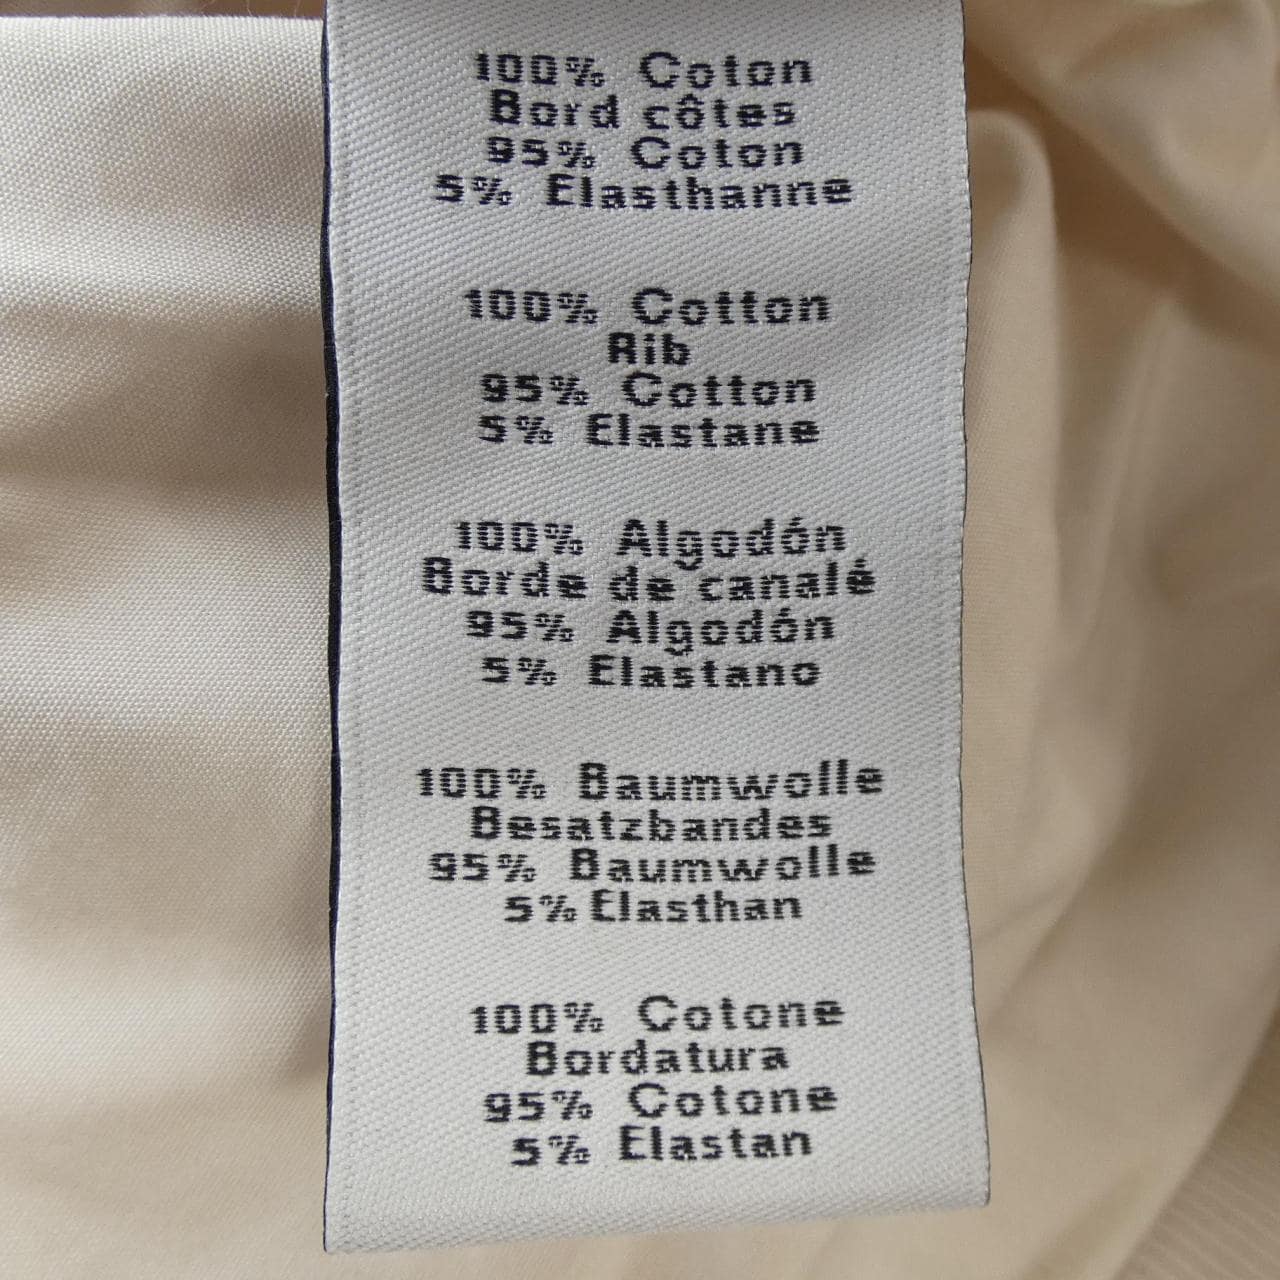 100% Coton
Bord côtes
95% Coton
5% Elasthanne
100% Cotton
Rib
95% Cotton
5% Elastane
100% Algodón
Borde de canalé
95% Algodón
5% Elastano
100% Baumwolle
Besatzbandes
95% Baumwolle
5% Elasthan
100% Cotone
Bordatura
95% Cotone
5% Elastan